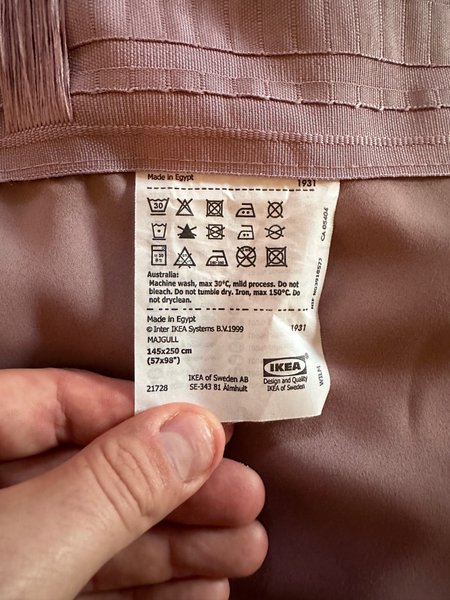 Made in Egypt 1931
30
Australia:
Machine wash, max 30°C, mild process. Do not
bleach. Do not tumble dry. Iron, max 150°C. Do
not dryclean.
Made in Egypt
© Inter IKEA Systems B.V.1999 1931
MAJGULL
145x250 cm
(57x98")
IKEA
IKEA of Sweden AB Design and Quality
21728 SE-343 81 Älmhult IKEA of Sweden